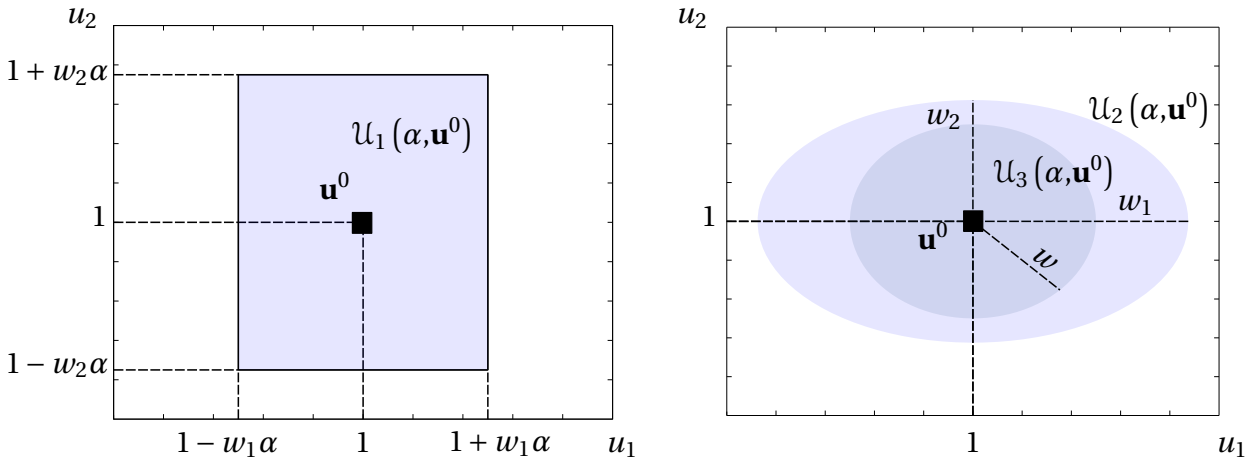 u₂
1 + w₂α
𝒰₁ (α,𝐮⁰)
𝐮⁰
1
1 − w₂α
1 − w₁α
1
1 + w₁α
u₁
u₂
𝒰₂ (α,𝐮⁰)
w₂
𝒰₃ (α,𝐮⁰)
w₁
1
𝐮⁰
w
1
u₁